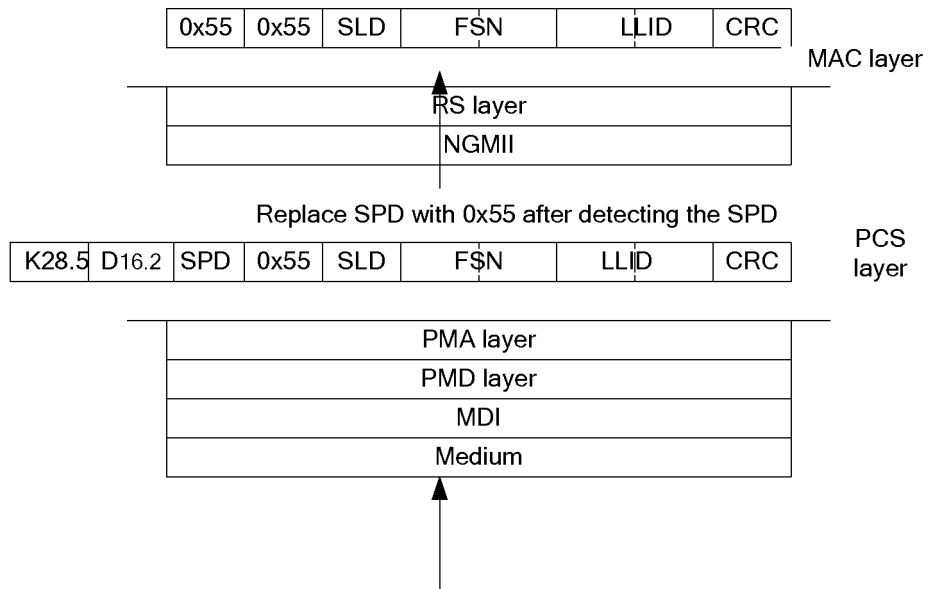 0x55 0x55 SLD FSN LLID CRC
MAC layer
RS layer
NGMII
Replace SPD with 0x55 after detecting the SPD
K28.5 D16.2 SPD 0x55 SLD FSN LLID CRC
PCS
layer
PMA layer
PMD layer
MDI
Medium